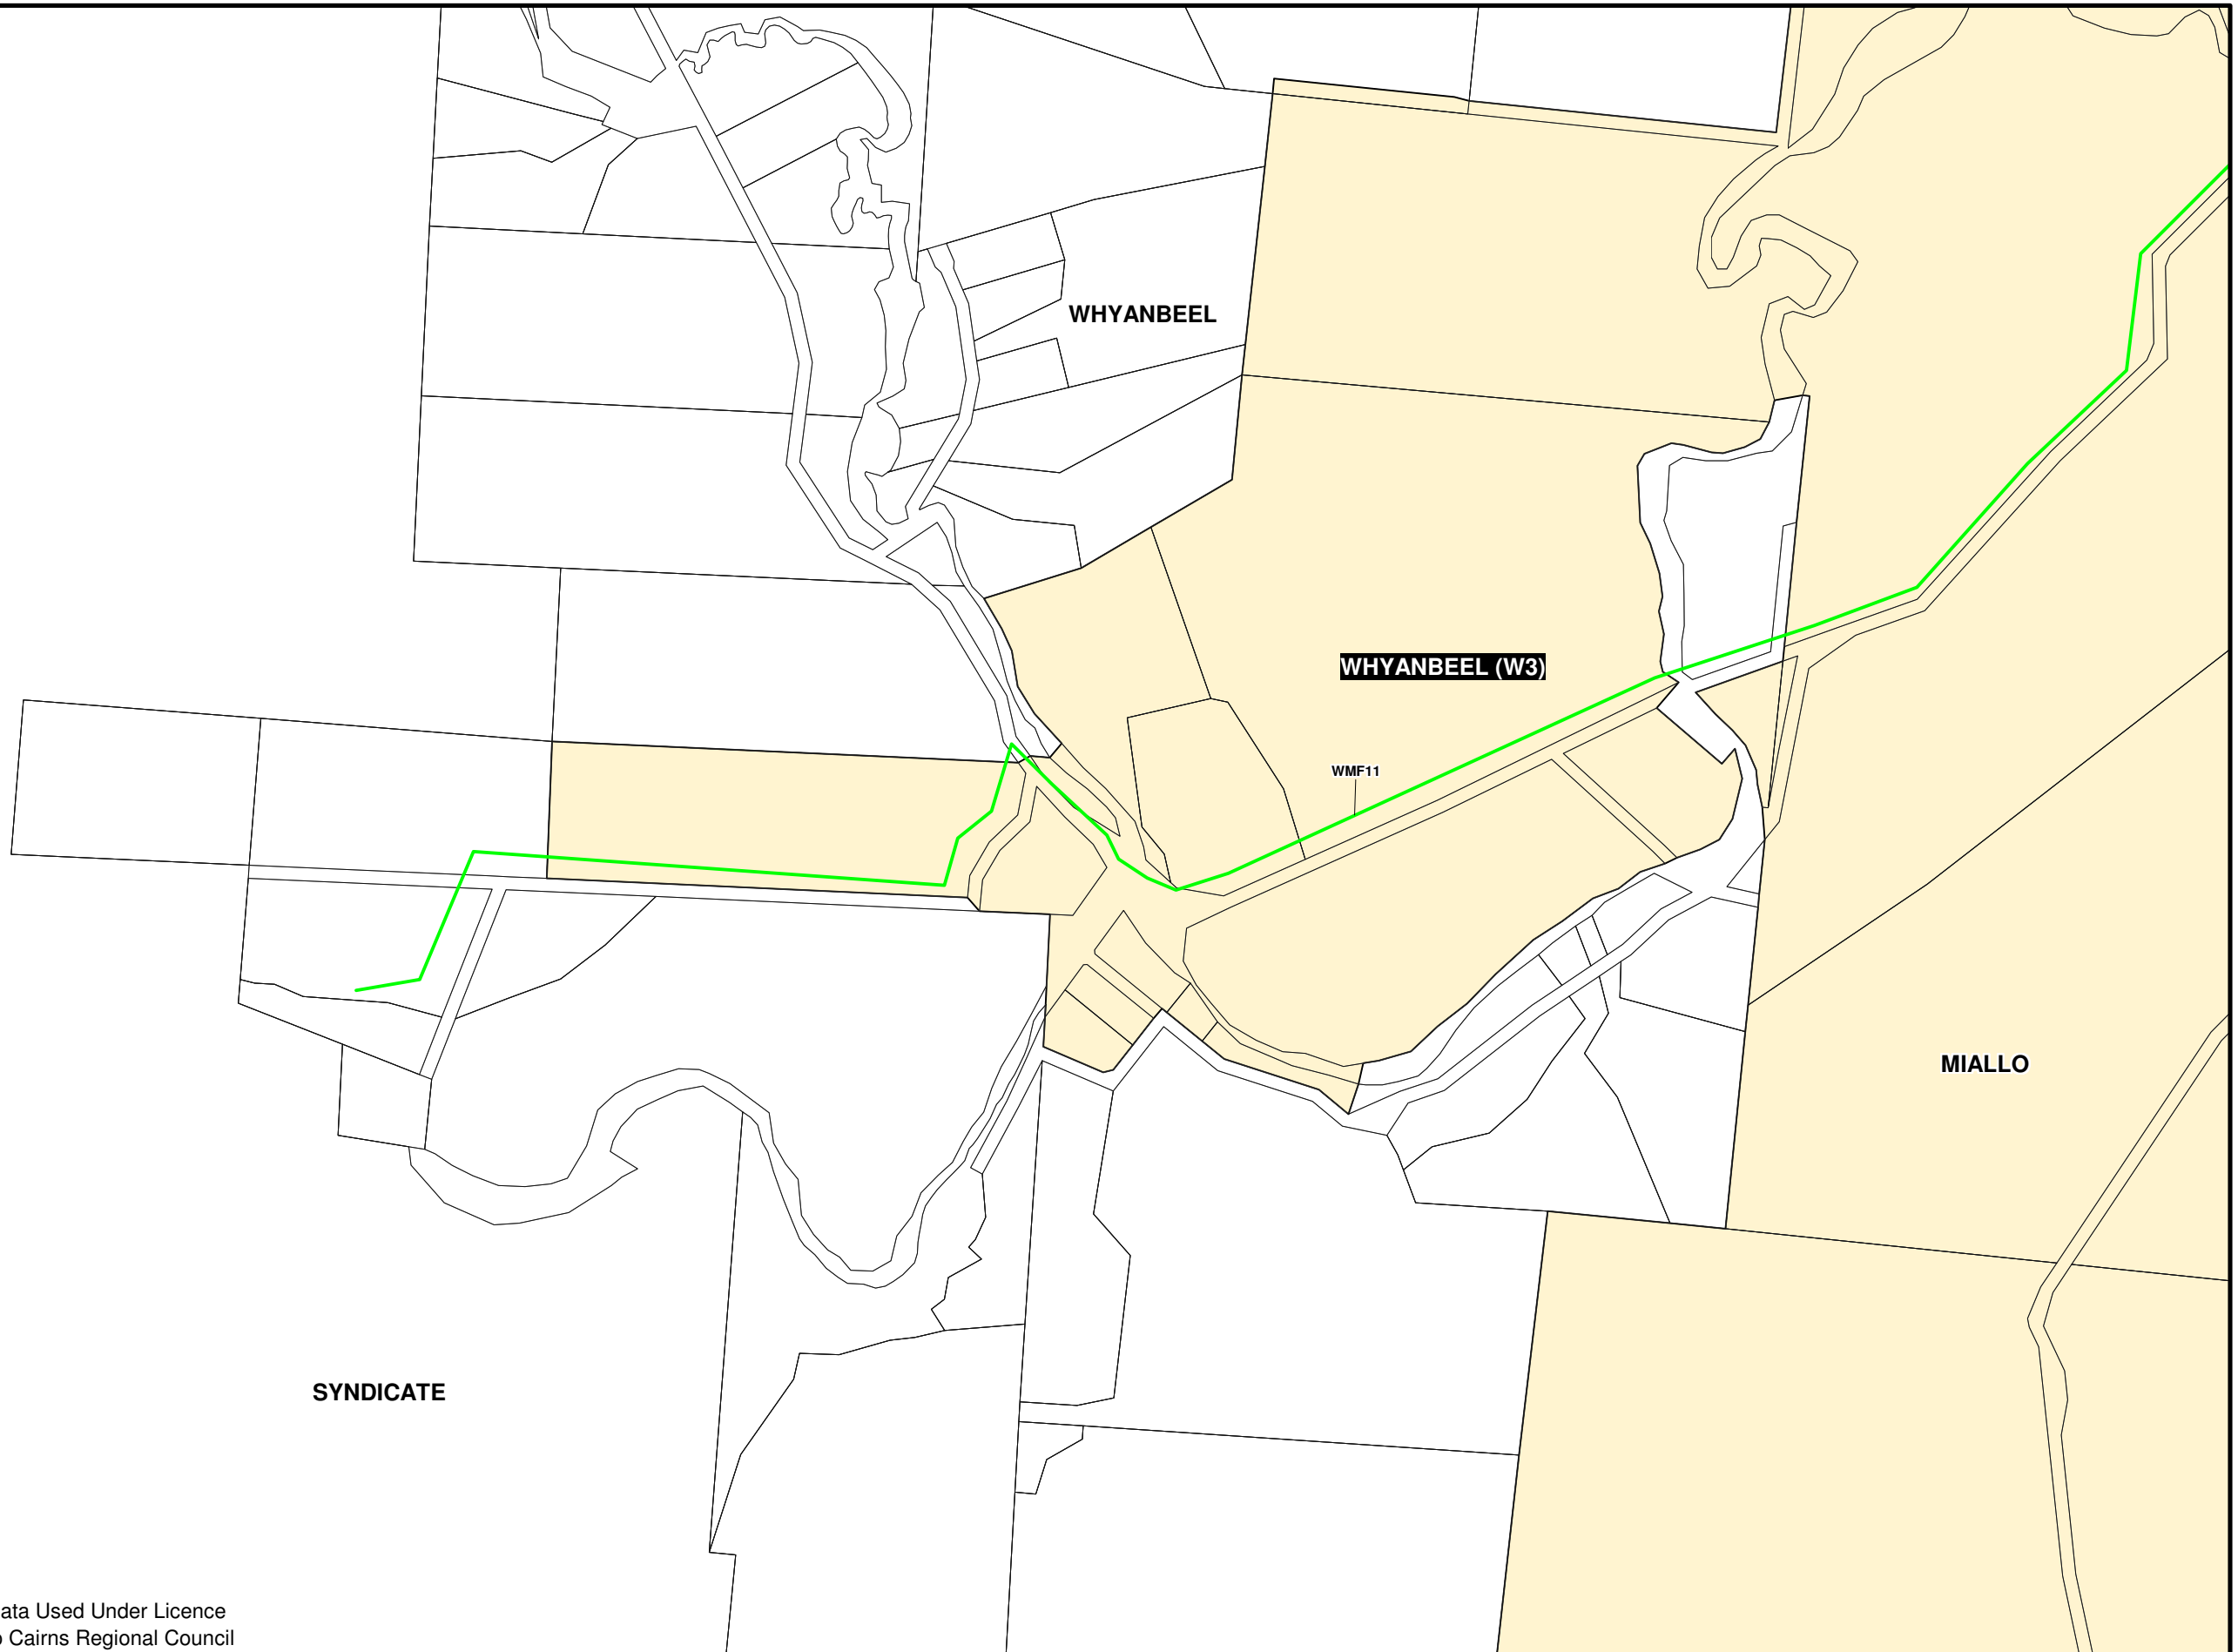 WHYANBEEL
WHYANBEEL (W3)
WMF11
MIALLO
SYNDICATE
ata Used Under Licence
Cairns Regional Council